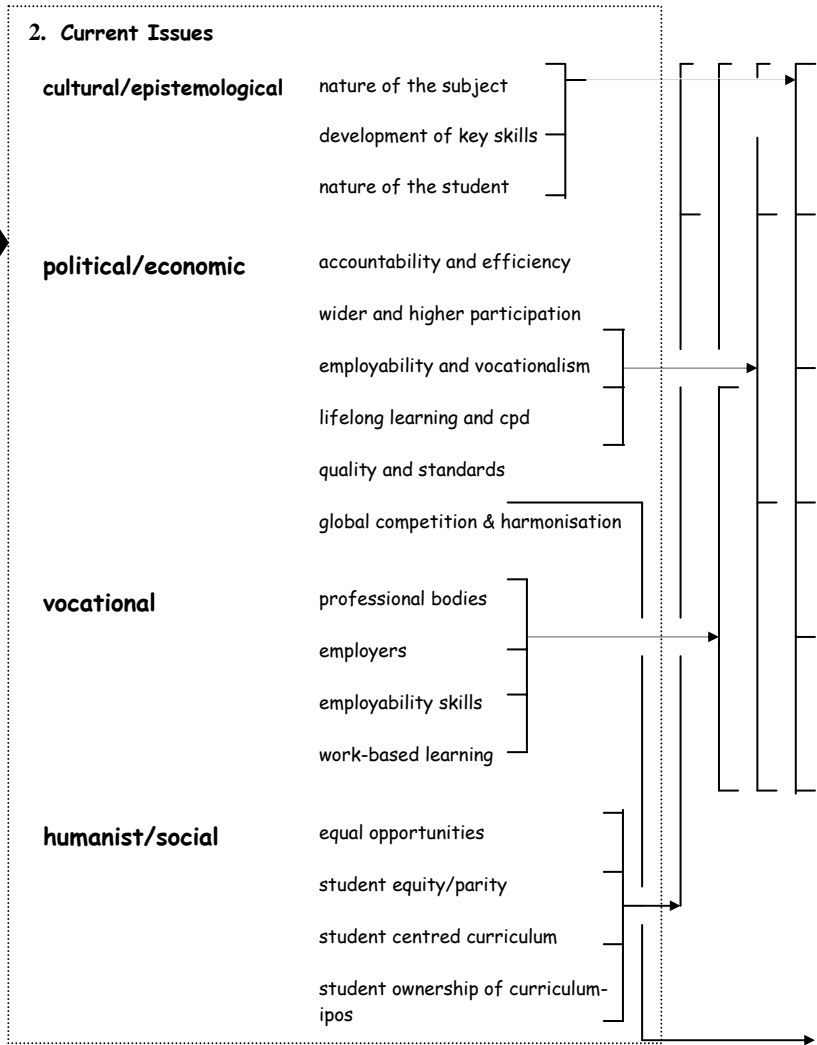 2. Current Issues
cultural/epistemological nature of the subject
development of key skills
nature of the student
political/economic accountability and efficiency
wider and higher participation
employability and vocationalism
lifelong learning and cpd
quality and standards
global competition & harmonisation
vocational professional bodies
employers
employability skills
work-based learning
humanist/social equal opportunities
student equity/parity
student centred curriculum
student ownership of curriculum-
ipos